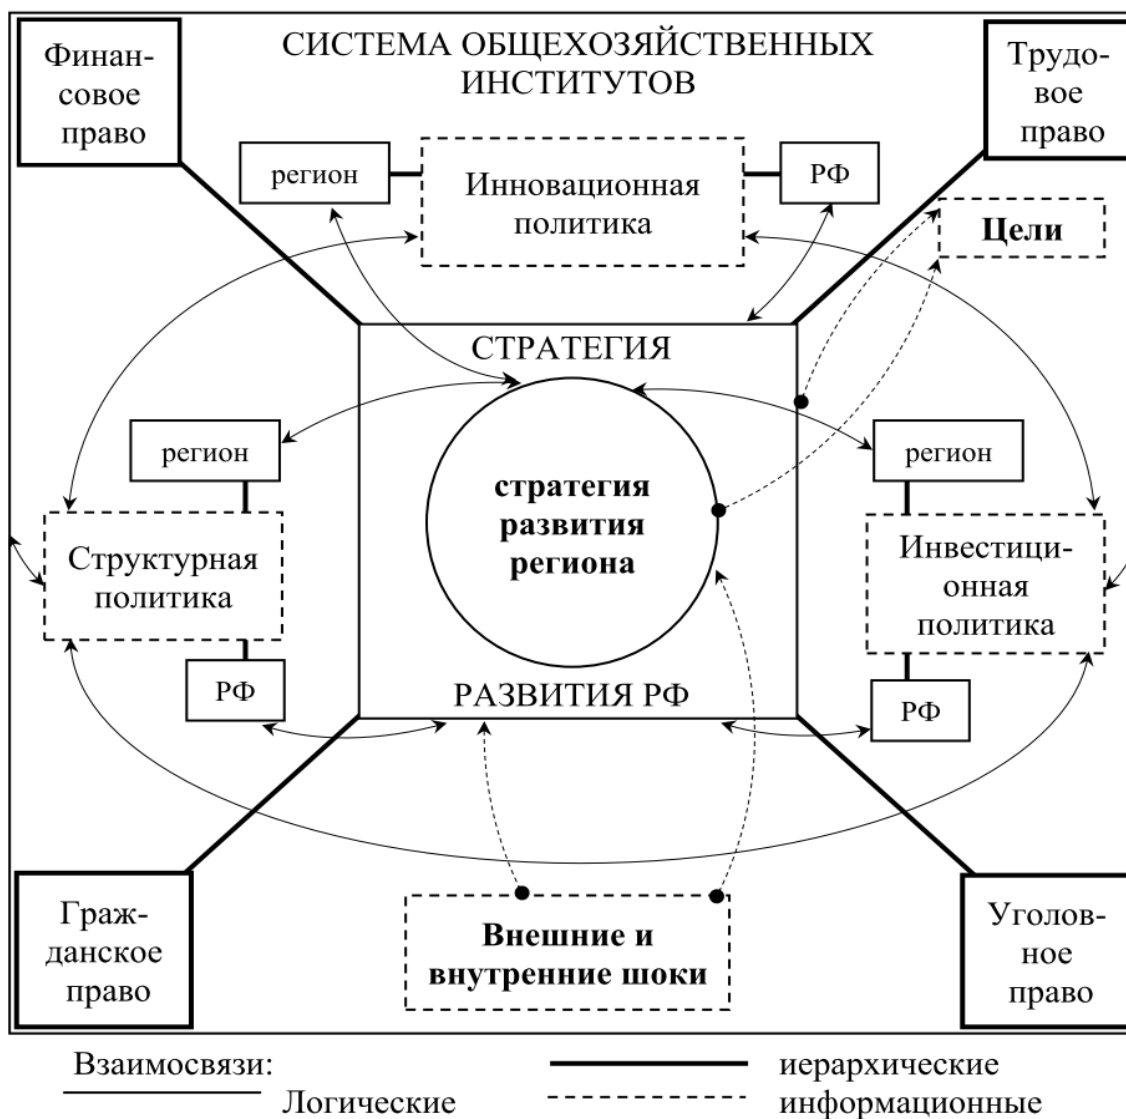 СИСТЕМА ОБЩЕХОЗЯЙСТВЕННЫХ
ИНСТИТУТОВ
Финан-
совое
право
Трудо-
вое
право
регион
Инновационная
политика
РФ
Цели
СТРАТЕГИЯ
регион
регион
стратегия
развития
региона
Структурная
политика
Инвестици-
онная
политика
РФ
РАЗВИТИЯ РФ
РФ
Граж-
данское
право
Внешние и
внутренние шоки
Уголов-
ное
право
Взаимосвязи:
иерархические
Логические
информационные